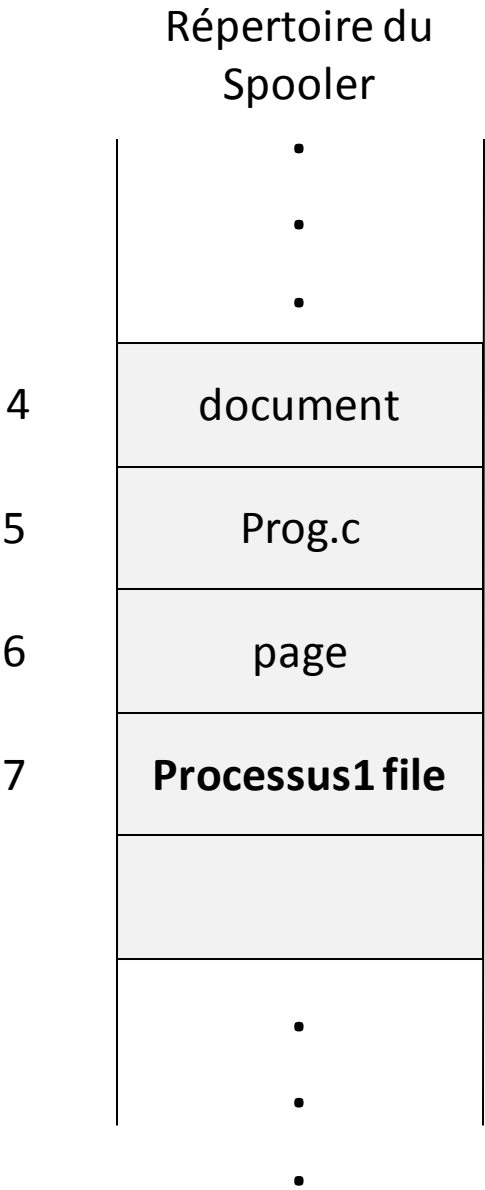 Répertoire du
Spooler
.
.
.
4 document
5 Prog.c
6 page
7 Processus1 file
.
.
.